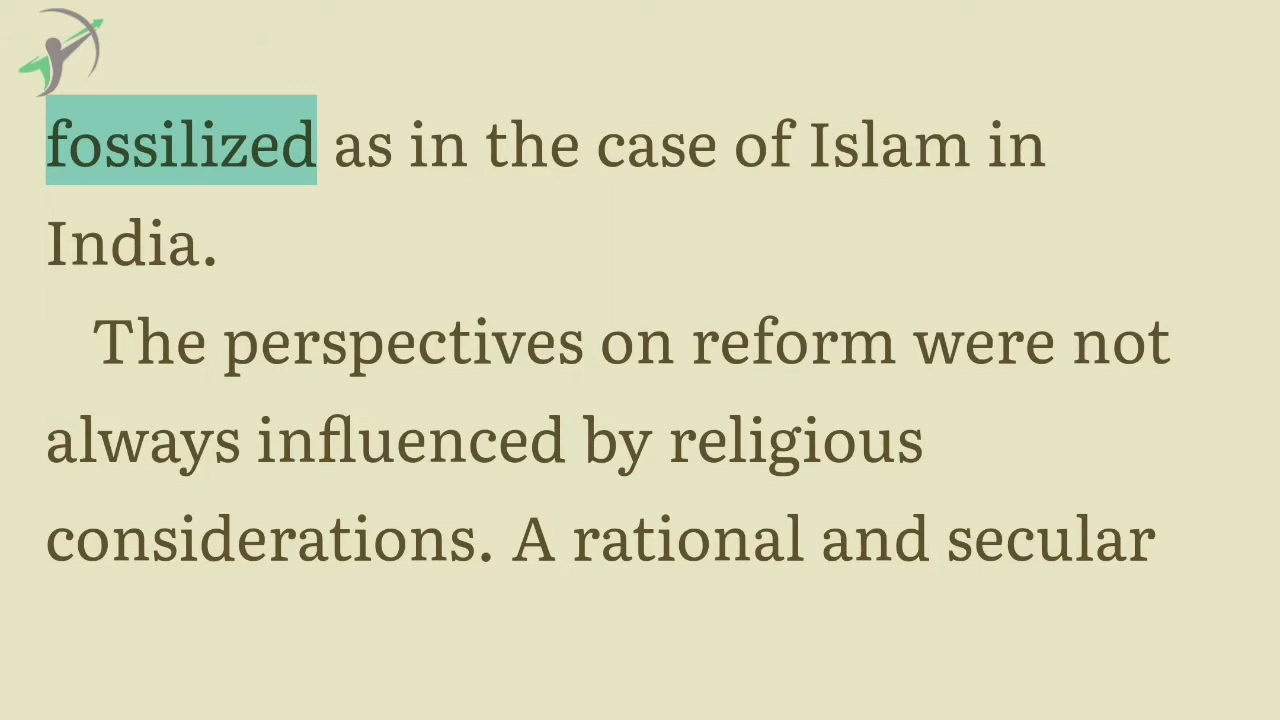 fossilized as in the case of Islam in
India.
The perspectives on reform were not
always influenced by religious
considerations. A rational and secular